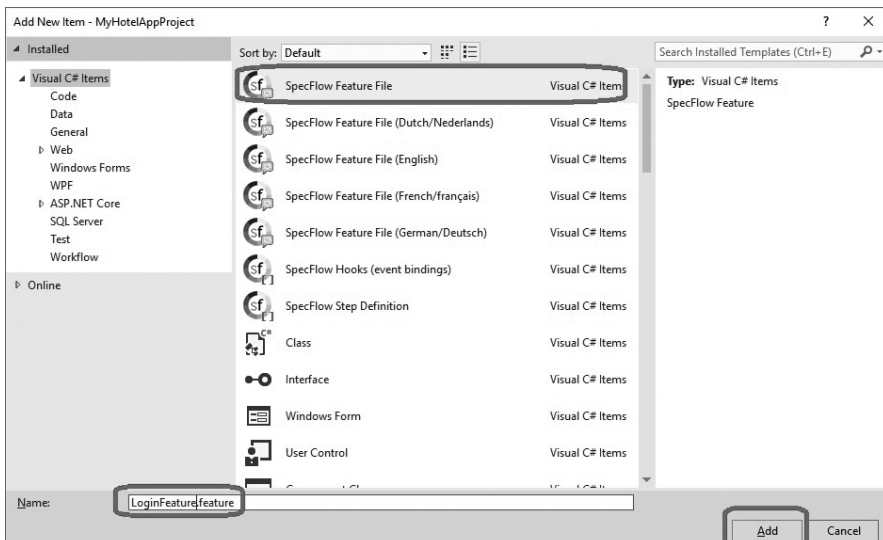 Add New Item - MyHotelAppProject
?
Installed
Sort by: Default
Search Installed Templates (Ctrl+E)
Visual C# Items
Code
Data
General
Web
Windows Forms
WPF
ASP.NET Core
SQL Server
Test
Workflow
Online
SpecFlow Feature File Visual C# Items
SpecFlow Feature File (Dutch/Nederlands) Visual C# Items
SpecFlow Feature File (English) Visual C# Items
SpecFlow Feature File (French/français) Visual C# Items
SpecFlow Feature File (German/Deutsch) Visual C# Items
SpecFlow Hooks (event bindings) Visual C# Items
SpecFlow Step Definition Visual C# Items
Class Visual C# Items
Interface Visual C# Items
Windows Form Visual C# Items
User Control Visual C# Items
Type: Visual C# Items
SpecFlow Feature
Name: LoginFeature.feature
Add Cancel